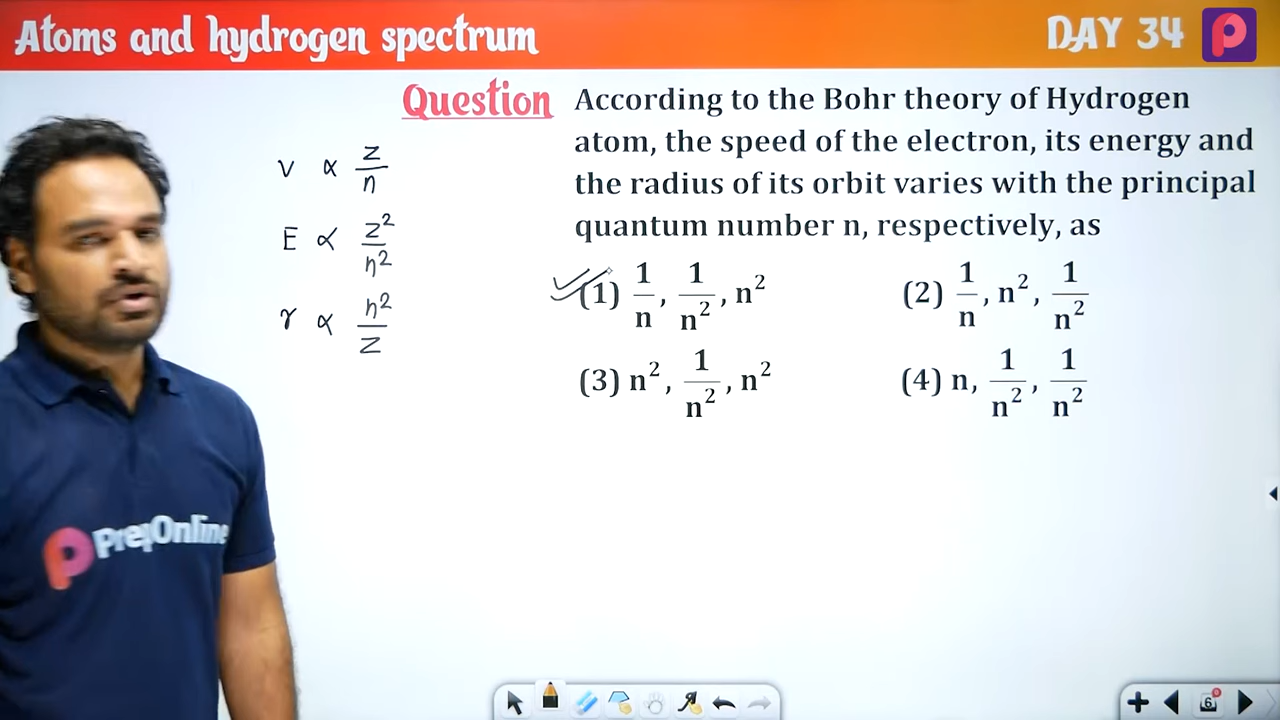 Atoms and hydrogen spectrum
DAY 34
Question
According to the Bohr theory of Hydrogen
atom, the speed of the electron, its energy and
the radius of its orbit varies with the principal
quantum number n, respectively, as
v ∝ z/n
E ∝ z²/n²
r ∝ n²/z
(1) 1/n, 1/n², n²
(2) 1/n, n², 1/n²
(3) n², 1/n², n²
(4) n, 1/n², 1/n²
PrepOnline
6